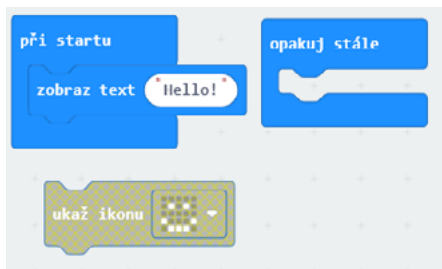 při startu
zobraz text "Hello!"
opakuj stále
ukaž ikonu